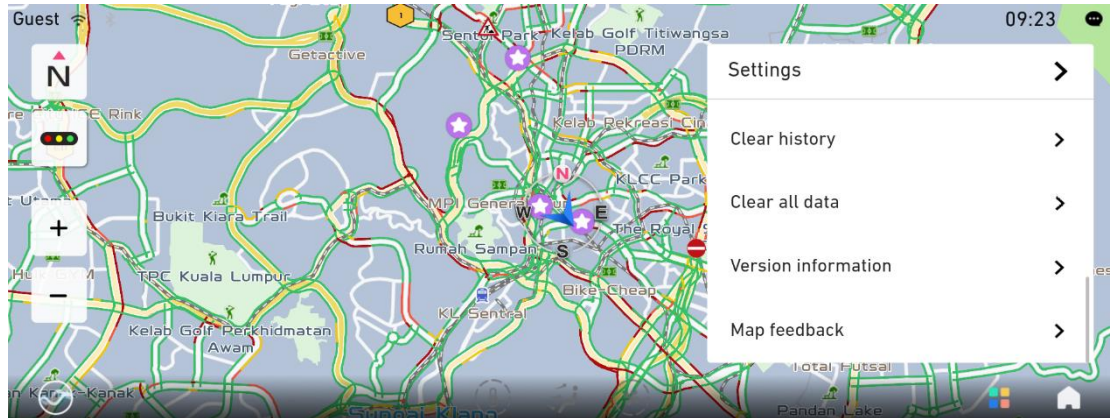 Guest
09:23
1
Sentul Park
Kelab Golf Titiwangsa
PDRM
Getactive
Settings
N
Rink
Kelab Rekreasi
Clear history
KLCC Park
N
Clear all data
MPI General
W
E
Bukit Kiara Trail
The Royal
+
Rumah Sampan
S
Version information
TPC Kuala Lumpur
Bike-Cheap
−
KL Sentral
Map feedback
Kelab Golf Perkhidmatan
Awam
Total Futsal
Pandan Lake